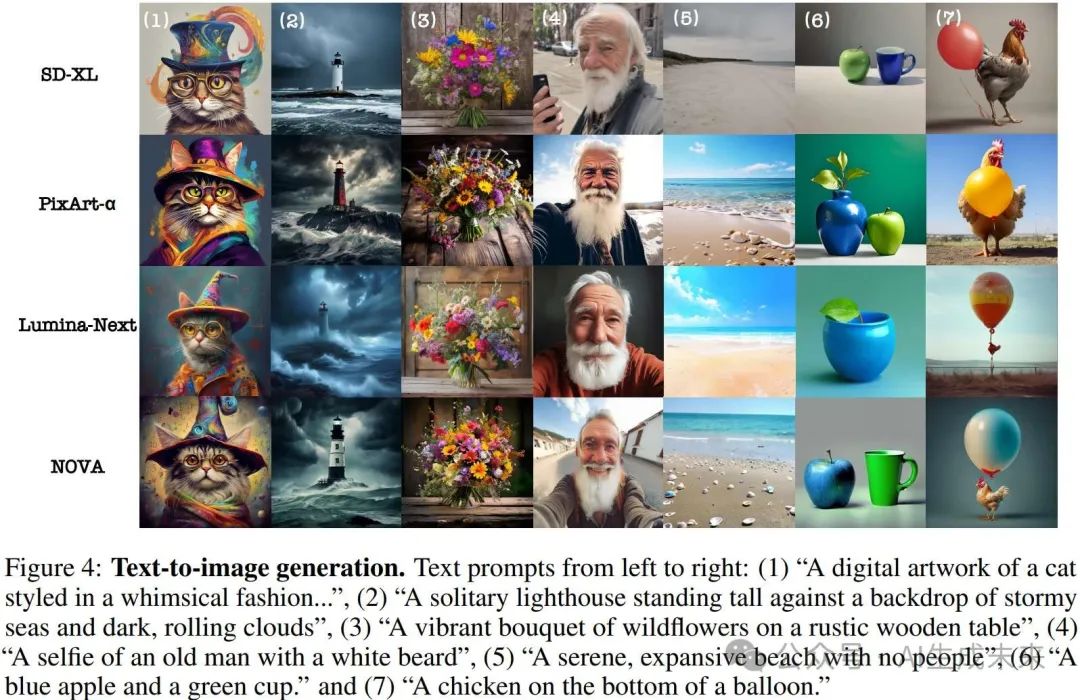 (1) (2) (3) (4) (5) (6) (7)
SD-XL
PixArt-α
Lumina-Next
NOVA
Figure 4: Text-to-image generation. Text prompts from left to right: (1) “A digital artwork of a cat
styled in a whimsical fashion...”, (2) “A solitary lighthouse standing tall against a backdrop of stormy
seas and dark, rolling clouds”, (3) “A vibrant bouquet of wildflowers on a rustic wooden table”, (4)
“A selfie of an old man with a white beard”, (5) “A serene, expansive beach with no people”, (6) “A
blue apple and a green cup.” and (7) “A chicken on the bottom of a balloon.”
公众号 · AI生成未来